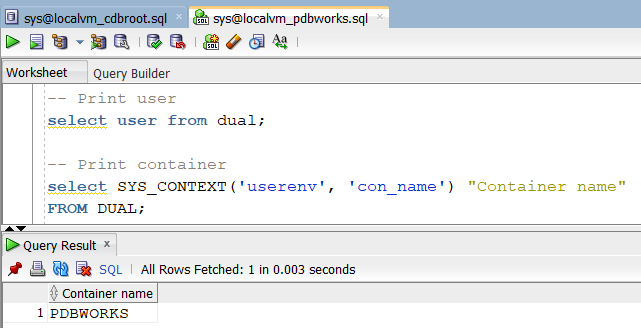 sys@localvm_cdbroot.sql sys@localvm_pdbworks.sql
SQL Aa
Worksheet Query Builder
-- Print user
select user from dual;
-- Print container
select SYS_CONTEXT('userenv', 'con_name') "Container name"
FROM DUAL;
Query Result x
SQL | All Rows Fetched: 1 in 0.003 seconds
Container name
1 PDBWORKS